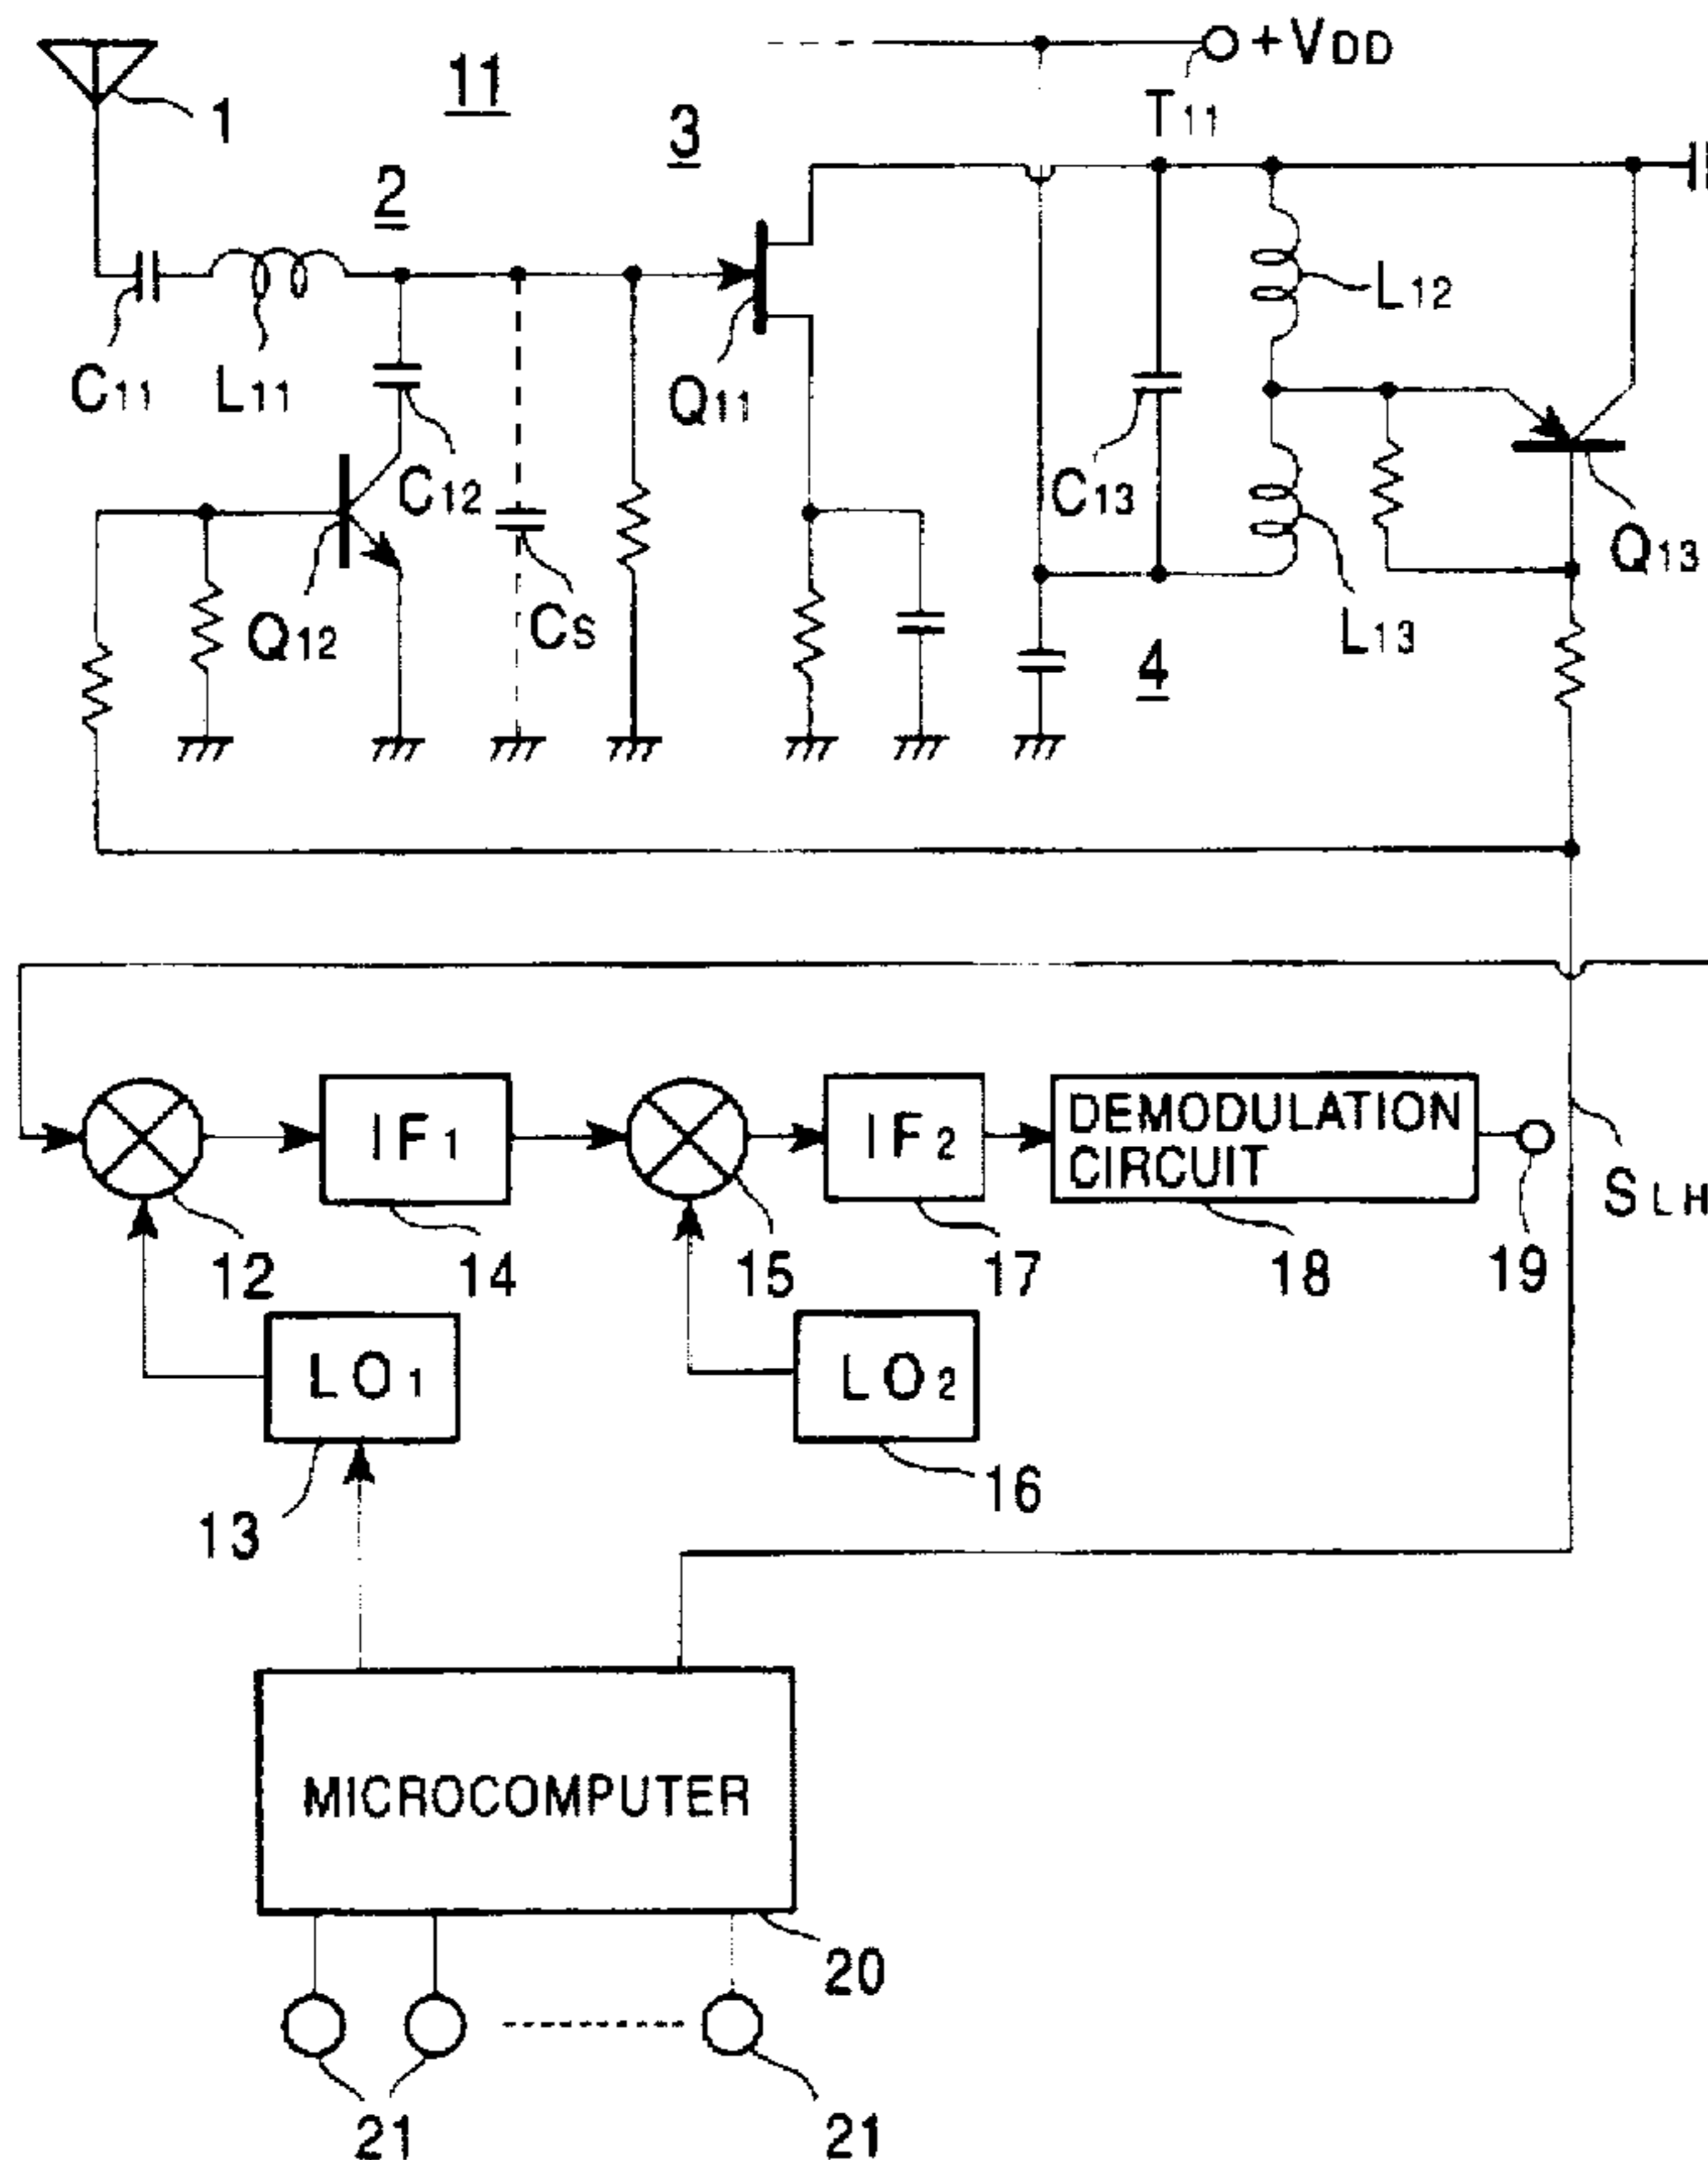 +VDD
11
T11
1
3
2
L12
C11
L11
Q11
C12
C13
Q13
Q12
CS
L13
4
IF1
IF2
DEMODULATION
CIRCUIT
SLH
12
14
15
17
18
19
LO1
LO2
16
13
MICROCOMPUTER
20
21
21